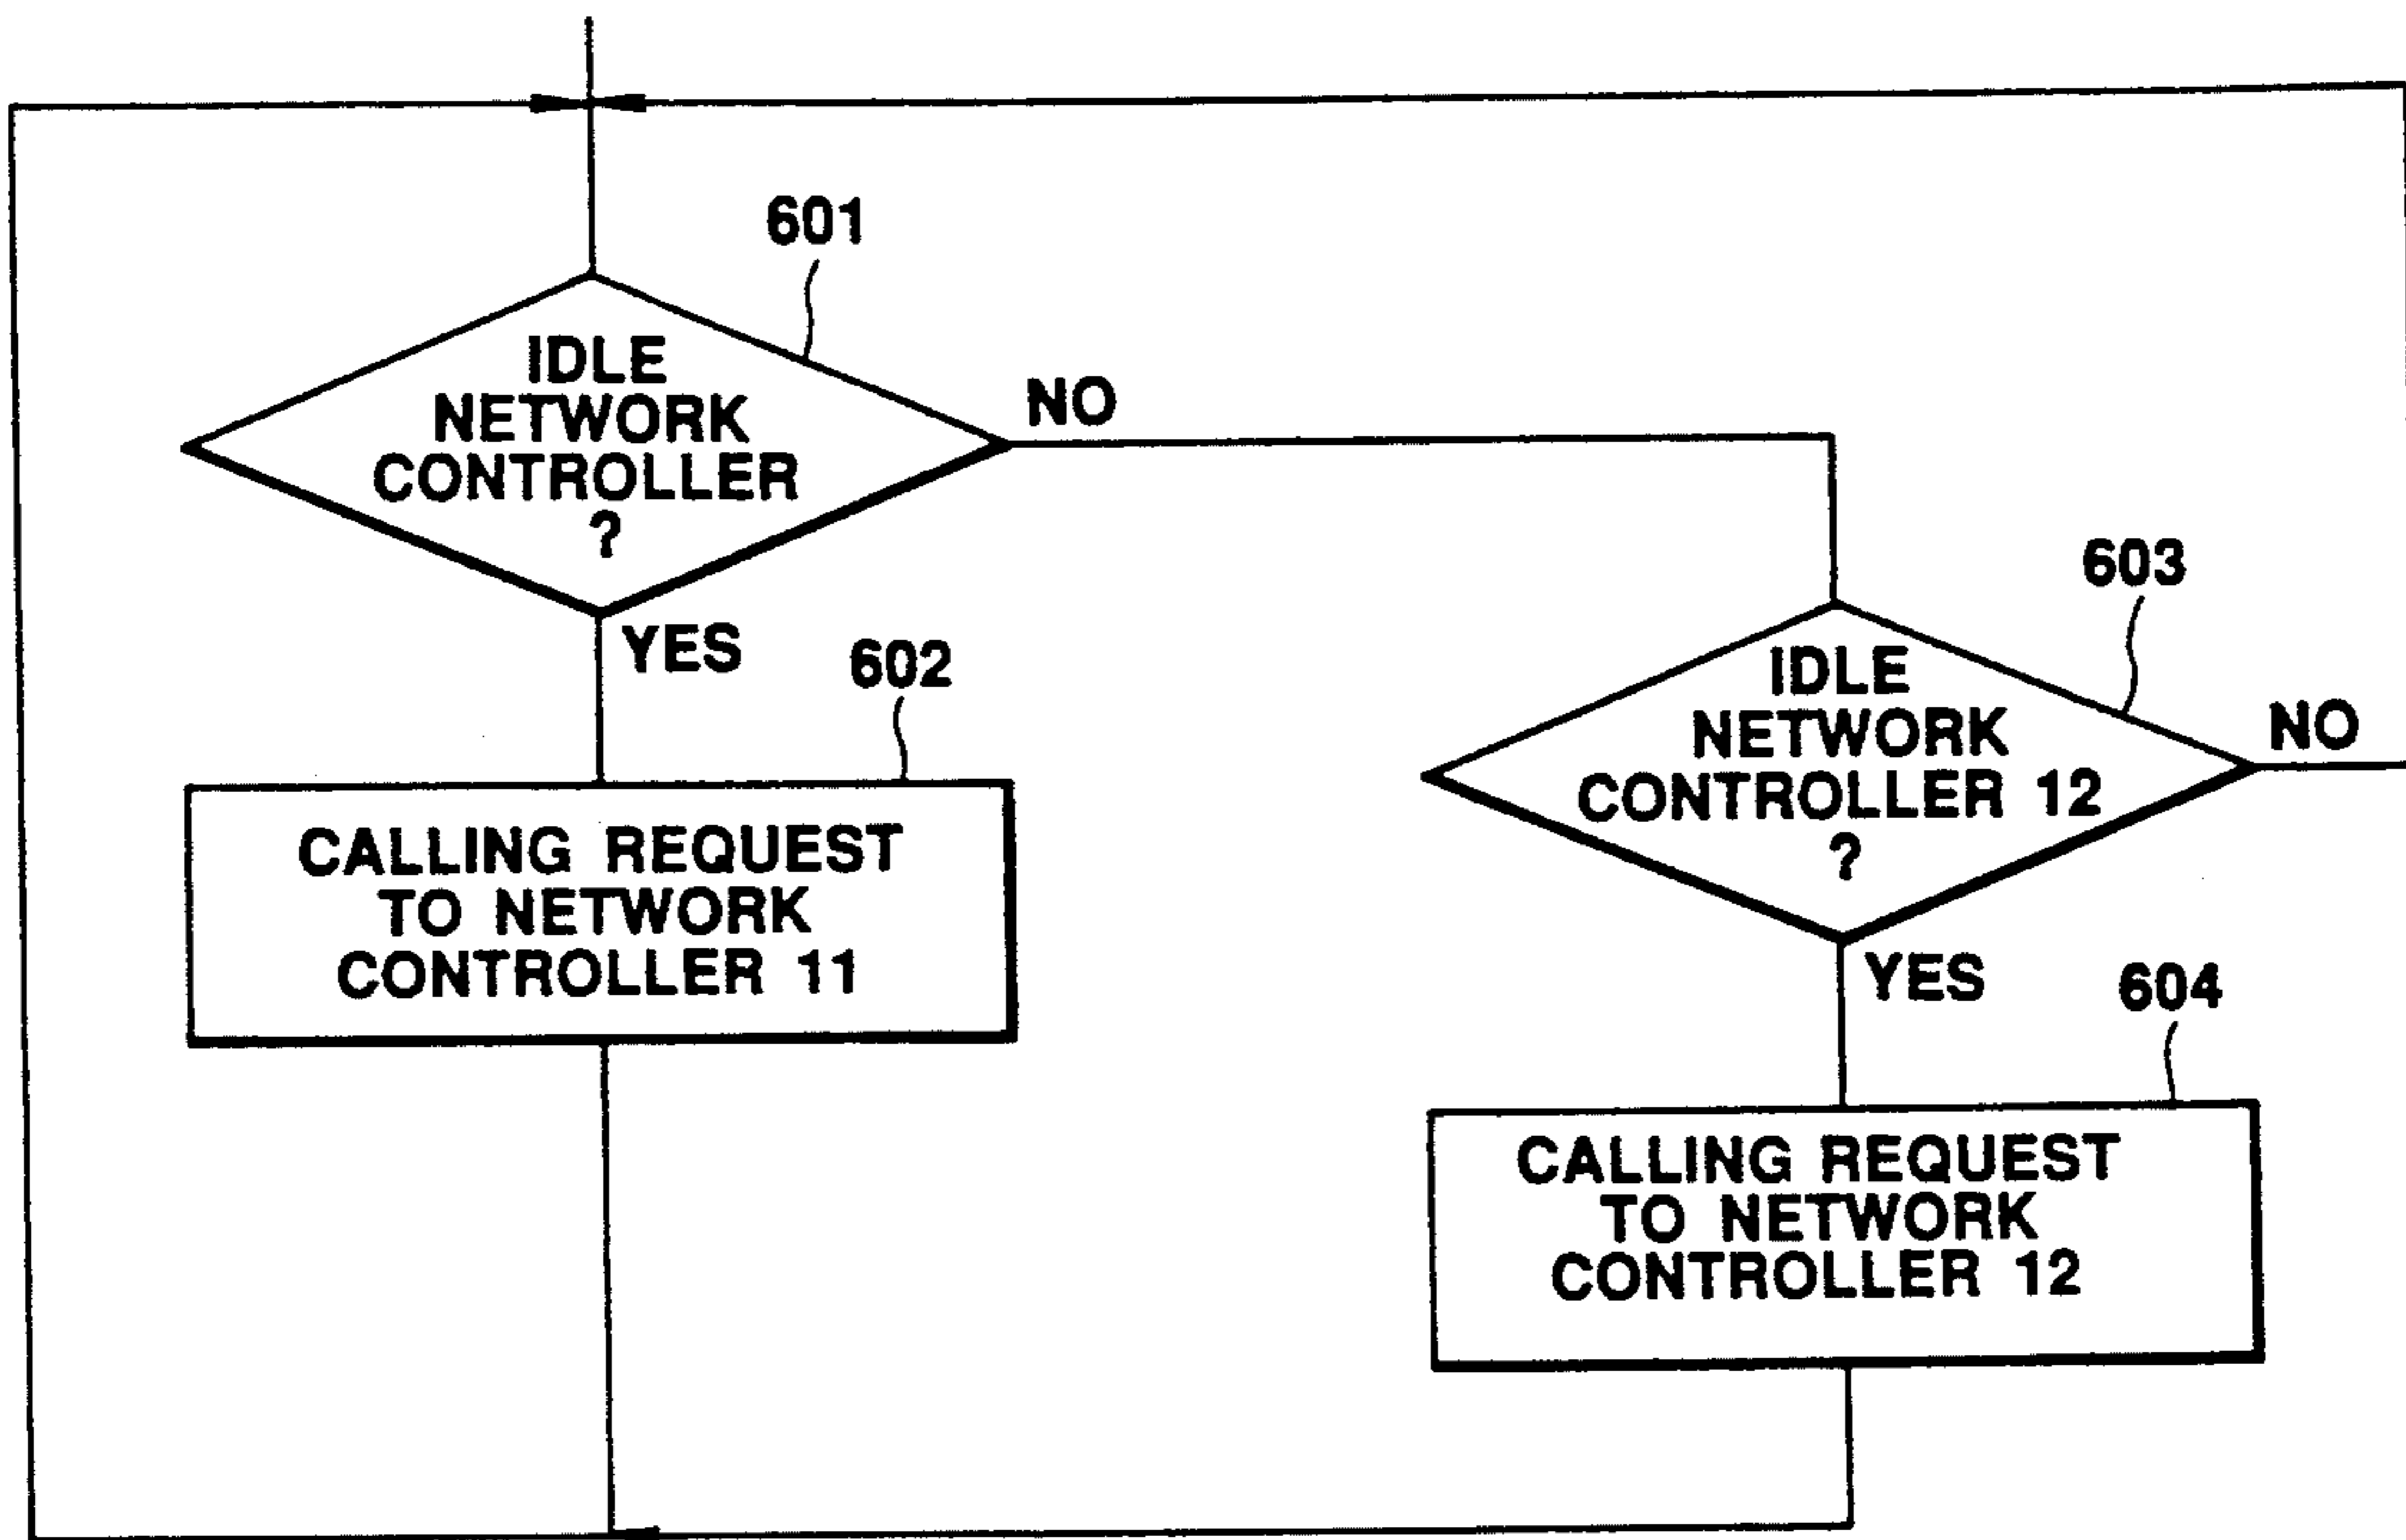 601
IDLE
NETWORK
CONTROLLER
?
NO
YES
602
CALLING REQUEST
TO NETWORK
CONTROLLER 11
603
IDLE
NETWORK
CONTROLLER 12
?
NO
YES
604
CALLING REQUEST
TO NETWORK
CONTROLLER 12